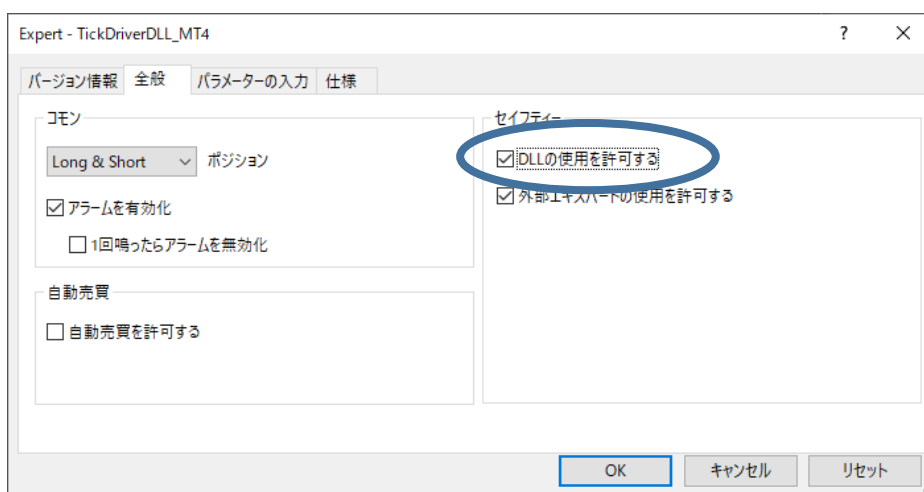 Expert - TickDriverDLL_MT4
バージョン情報 全般 パラメーターの入力 仕様
コモン
Long & Short ポジション
アラームを有効化
1回鳴ったらアラームを無効化
自動売買
自動売買を許可する
セイフティー
DLLの使用を許可する
外部エキスパートの使用を許可する
OK キャンセル リセット